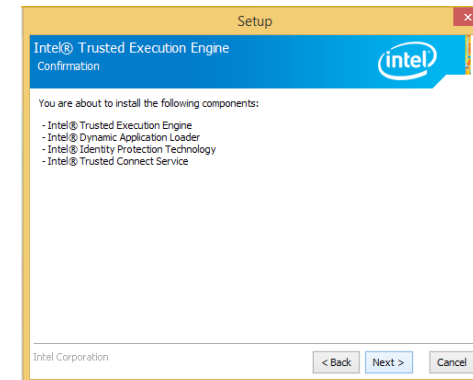 Setup
Intel® Trusted Execution Engine
Confirmation
intel
You are about to install the following components:
- Intel® Trusted Execution Engine
- Intel® Dynamic Application Loader
- Intel® Identity Protection Technology
- Intel® Trusted Connect Service
Intel Corporation
< Back Next > Cancel